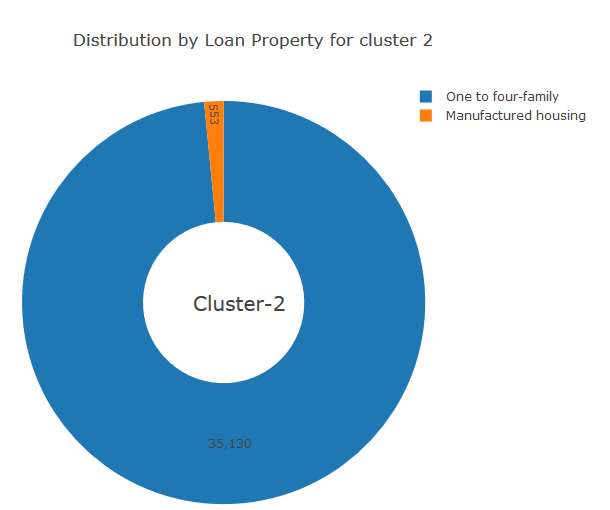 Distribution by Loan Property for cluster 2
One to four-family
Manufactured housing
553
Cluster-2
35,130